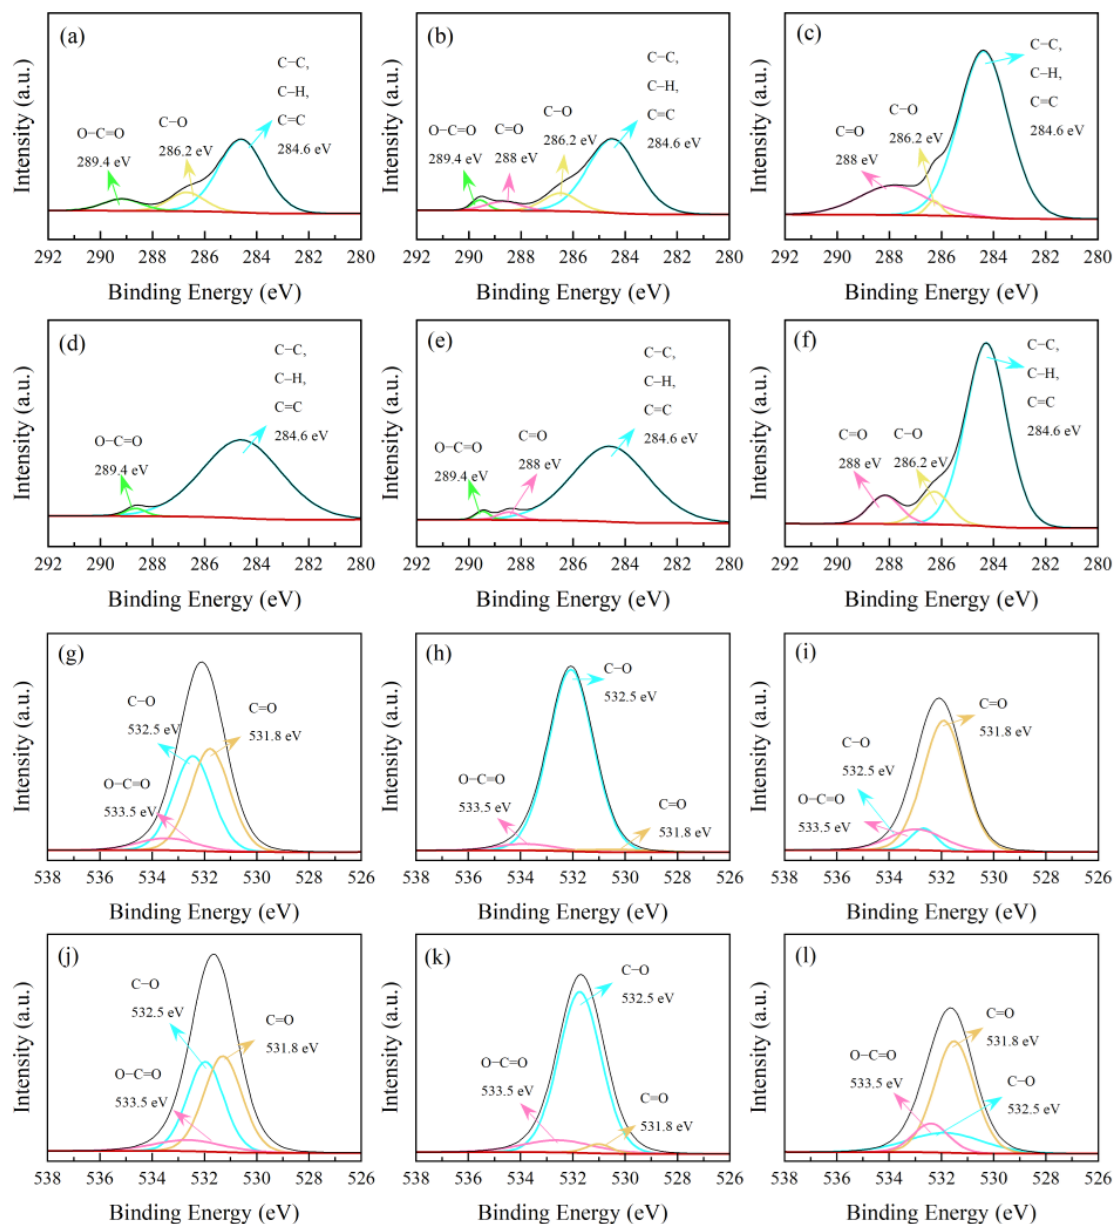 (a)
C−C,
C−H,
C=C
284.6 eV
C−O
286.2 eV
O−C=O
289.4 eV
Intensity (a.u.)
292 290 288 286 284 282 280
Binding Energy (eV)
(b)
C−C,
C−H,
C=C
284.6 eV
C−O
286.2 eV
C=O
288 eV
O−C=O
289.4 eV
Intensity (a.u.)
292 290 288 286 284 282 280
Binding Energy (eV)
(c)
C−C,
C−H,
C=C
284.6 eV
C−O
286.2 eV
C=O
288 eV
Intensity (a.u.)
292 290 288 286 284 282 280
Binding Energy (eV)
(d)
C−C,
C−H,
C=C
284.6 eV
O−C=O
289.4 eV
Intensity (a.u.)
292 290 288 286 284 282 280
Binding Energy (eV)
(e)
C−C,
C−H,
C=C
284.6 eV
C=O
288 eV
O−C=O
289.4 eV
Intensity (a.u.)
292 290 288 286 284 282 280
Binding Energy (eV)
(f)
C−C,
C−H,
C=C
284.6 eV
C−O
286.2 eV
C=O
288 eV
Intensity (a.u.)
292 290 288 286 284 282 280
Binding Energy (eV)
(g)
C−O
532.5 eV
C=O
531.8 eV
O−C=O
533.5 eV
Intensity (a.u.)
538 536 534 532 530 528 526
Binding Energy (eV)
(h)
C−O
532.5 eV
O−C=O
533.5 eV
C=O
531.8 eV
Intensity (a.u.)
538 536 534 532 530 528 526
Binding Energy (eV)
(i)
C=O
531.8 eV
C−O
532.5 eV
O−C=O
533.5 eV
Intensity (a.u.)
538 536 534 532 530 528 526
Binding Energy (eV)
(j)
C−O
532.5 eV
C=O
531.8 eV
O−C=O
533.5 eV
Intensity (a.u.)
538 536 534 532 530 528 526
Binding Energy (eV)
(k)
C−O
532.5 eV
O−C=O
533.5 eV
C=O
531.8 eV
Intensity (a.u.)
538 536 534 532 530 528 526
Binding Energy (eV)
(l)
C=O
531.8 eV
O−C=O
533.5 eV
C−O
532.5 eV
Intensity (a.u.)
538 536 534 532 530 528 526
Binding Energy (eV)